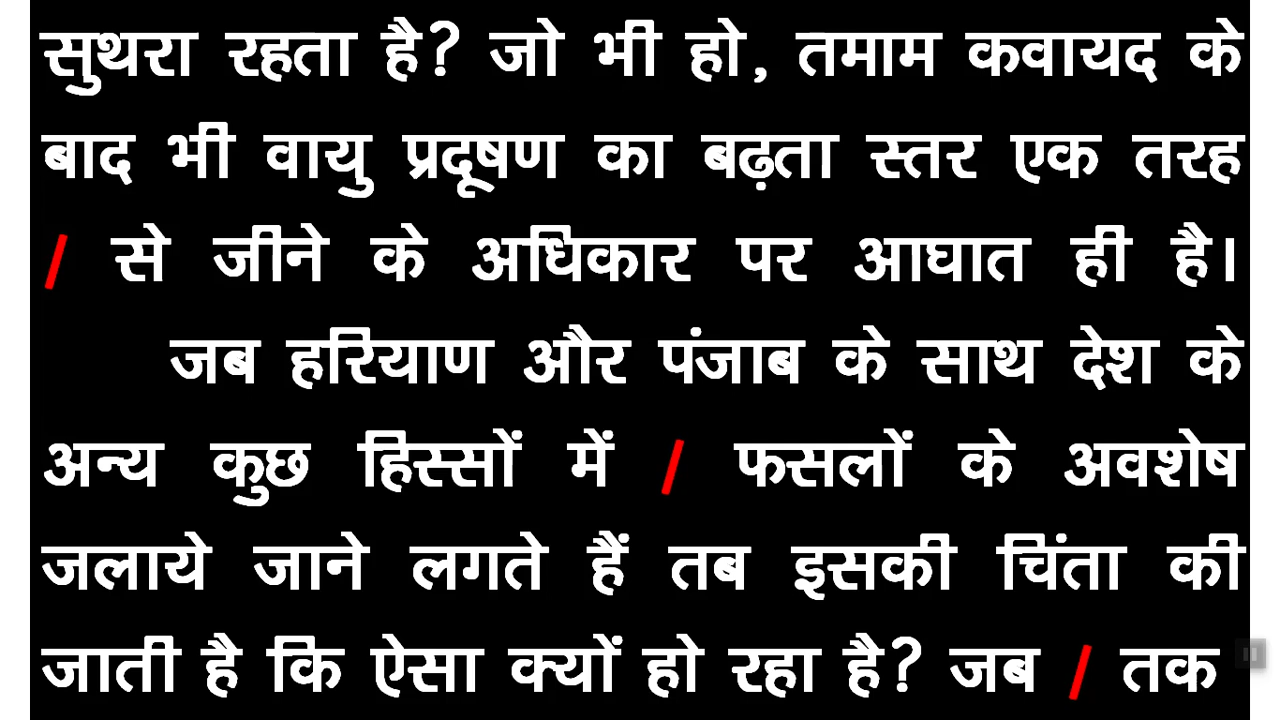 सुथरा रहता है? जो भी हो, तमाम कवायद के
बाद भी वायु प्रदूषण का बढ़ता स्तर एक तरह
/ से जीने के अधिकार पर आघात ही है।
जब हरियाण और पंजाब के साथ देश के
अन्य कुछ हिस्सों में / फसलों के अवशेष
जलाये जाने लगते हैं तब इसकी चिंता की
जाती है कि ऐसा क्यों हो रहा है? जब / तक